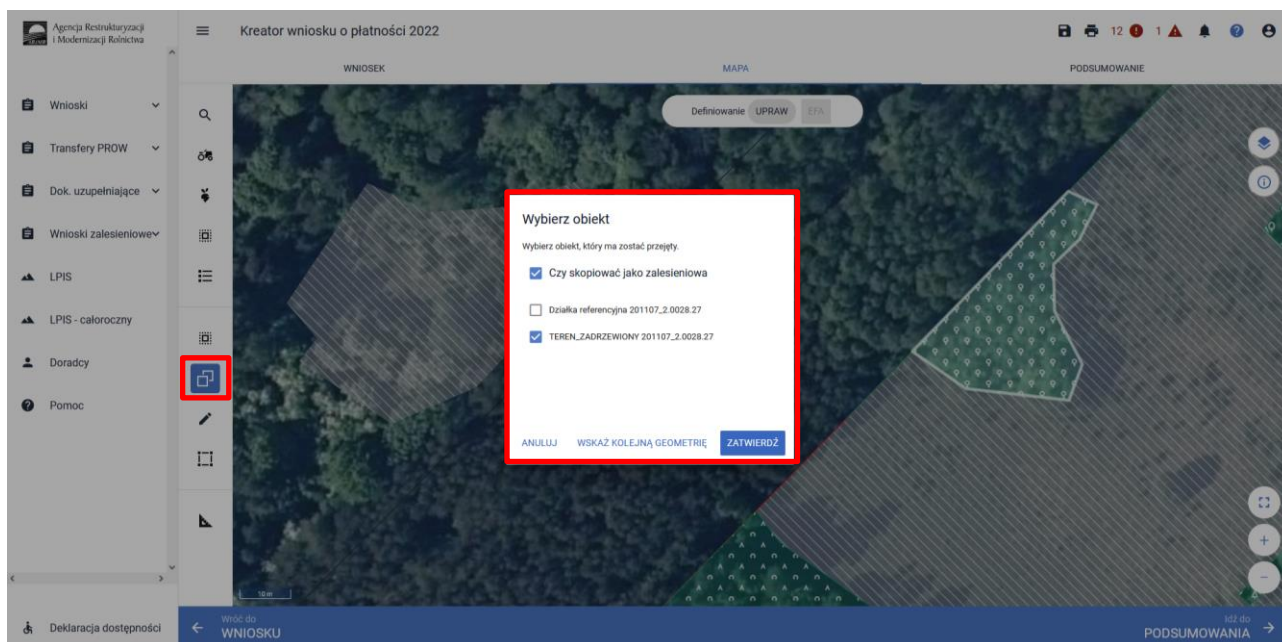 Agencja Restrukturyzacji
i Modernizacji Rolnictwa
Kreator wniosku o płatności 2022
12
1
WNIOSEK
MAPA
PODSUMOWANIE
Wnioski
Transfery PROW
Dok. uzupełniające
Wnioski zalesieniowe
LPIS
LPIS - całoroczny
Doradcy
Pomoc
Deklaracja dostępności
Definiowanie UPRAW EFA
Wybierz obiekt
Wybierz obiekt, który ma zostać przejęty.
Czy skopiować jako zalesieniowa
Działka referencyjna 201107_2.0028.27
TEREN_ZADRZEWIONY 201107_2.0028.27
ANULUJ WSKAŻ KOLEJNĄ GEOMETRIĘ ZATWIERDŹ
10 m
Wróć do
WNIOSKU
Idź do
PODSUMOWANIA